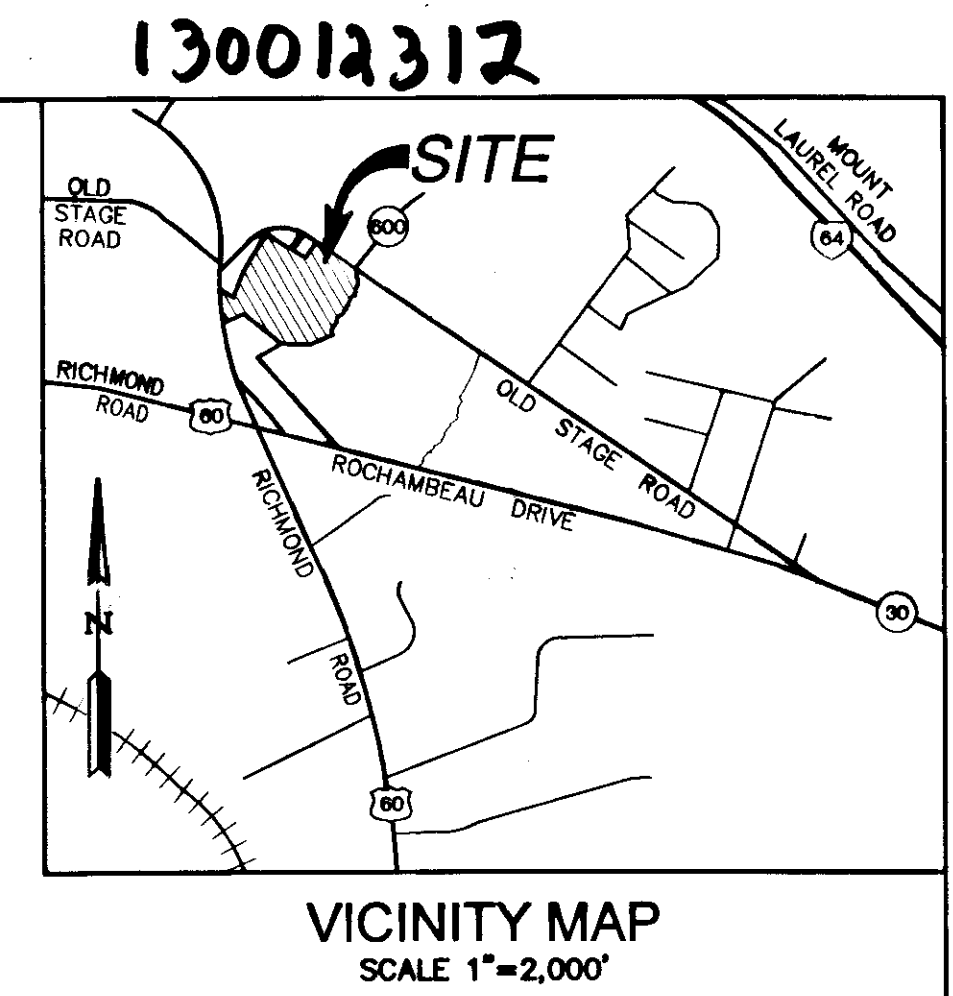 130012312
SITE
MOUNT
LAUREL ROAD
64
OLD
STAGE
ROAD
600
RICHMOND
ROAD
60
OLD STAGE ROAD
ROCHAMBEAU DRIVE
RICHMOND
ROAD
N
30
60
VICINITY MAP
SCALE 1"=2,000'